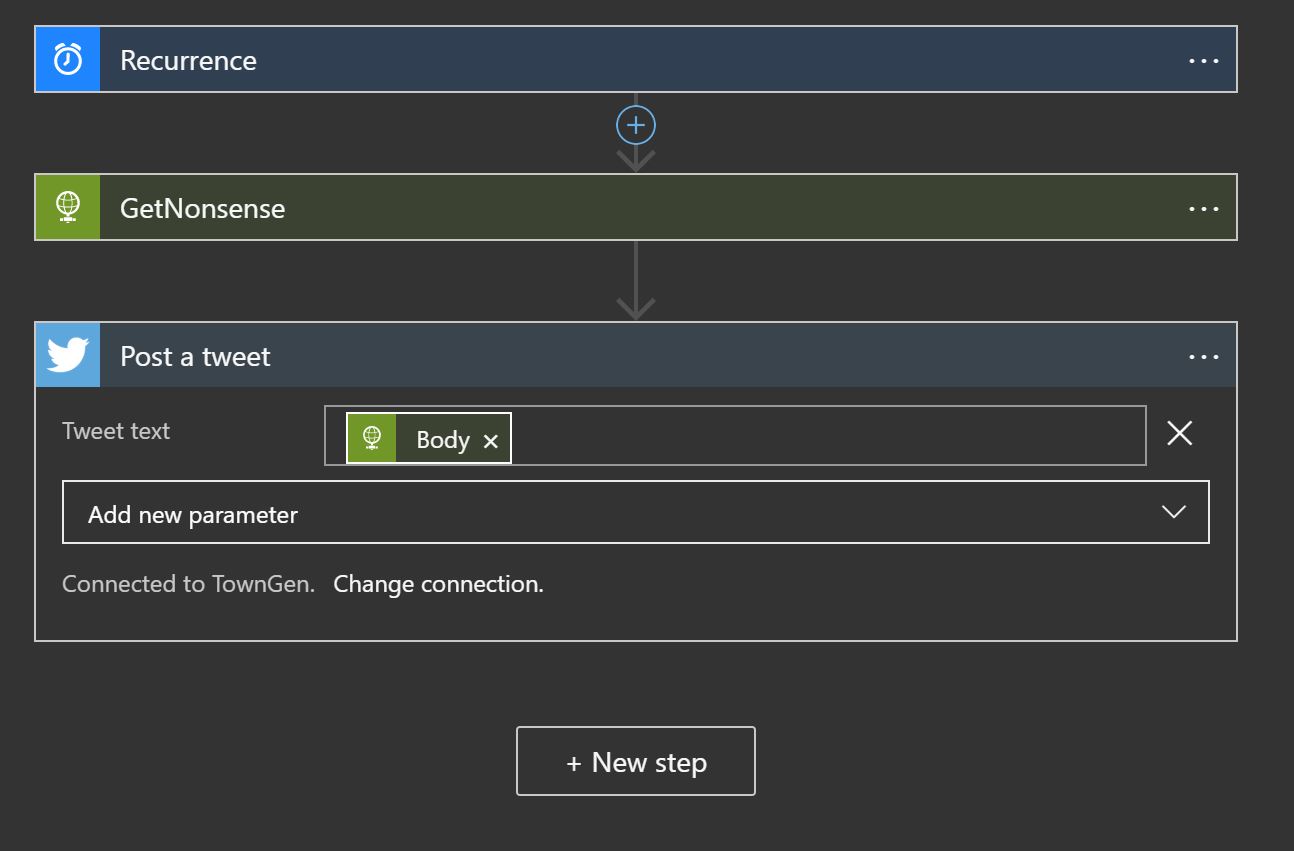 Recurrence
GetNonsense
Post a tweet
Tweet text
Body
Add new parameter
Connected to TownGen. Change connection.
+ New step